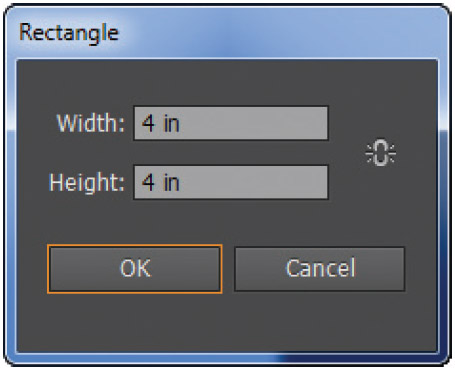 Rectangle
Width: 4 in
Height: 4 in
OK Cancel